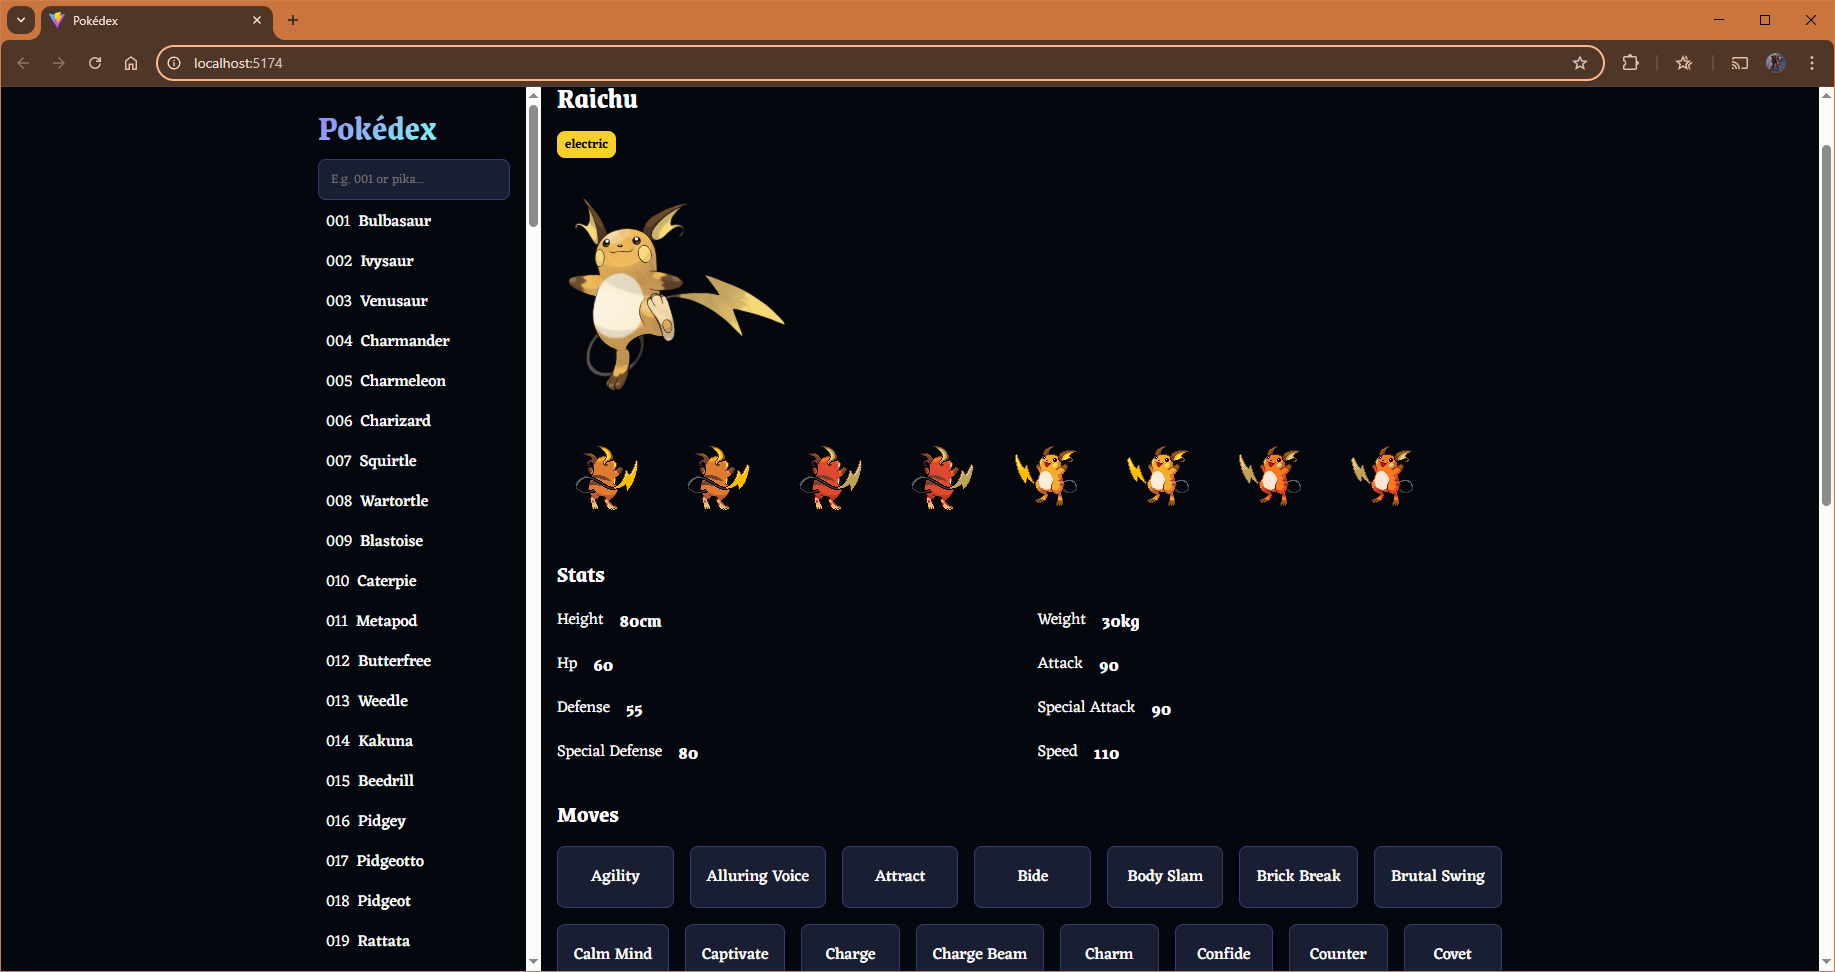 Pokédex
localhost:5174
Pokédex
E.g. 001 or pika...
001 Bulbasaur
002 Ivysaur
003 Venusaur
004 Charmander
005 Charmeleon
006 Charizard
007 Squirtle
008 Wartortle
009 Blastoise
010 Caterpie
011 Metapod
012 Butterfree
013 Weedle
014 Kakuna
015 Beedrill
016 Pidgey
017 Pidgeotto
018 Pidgeot
019 Rattata
Raichu
electric
Stats
Height 80cm Weight 30kg
Hp 60 Attack 90
Defense 55 Special Attack 90
Special Defense 80 Speed 110
Moves
Agility Alluring Voice Attract Bide Body Slam Brick Break Brutal Swing
Calm Mind Captivate Charge Charge Beam Charm Confide Counter Covet